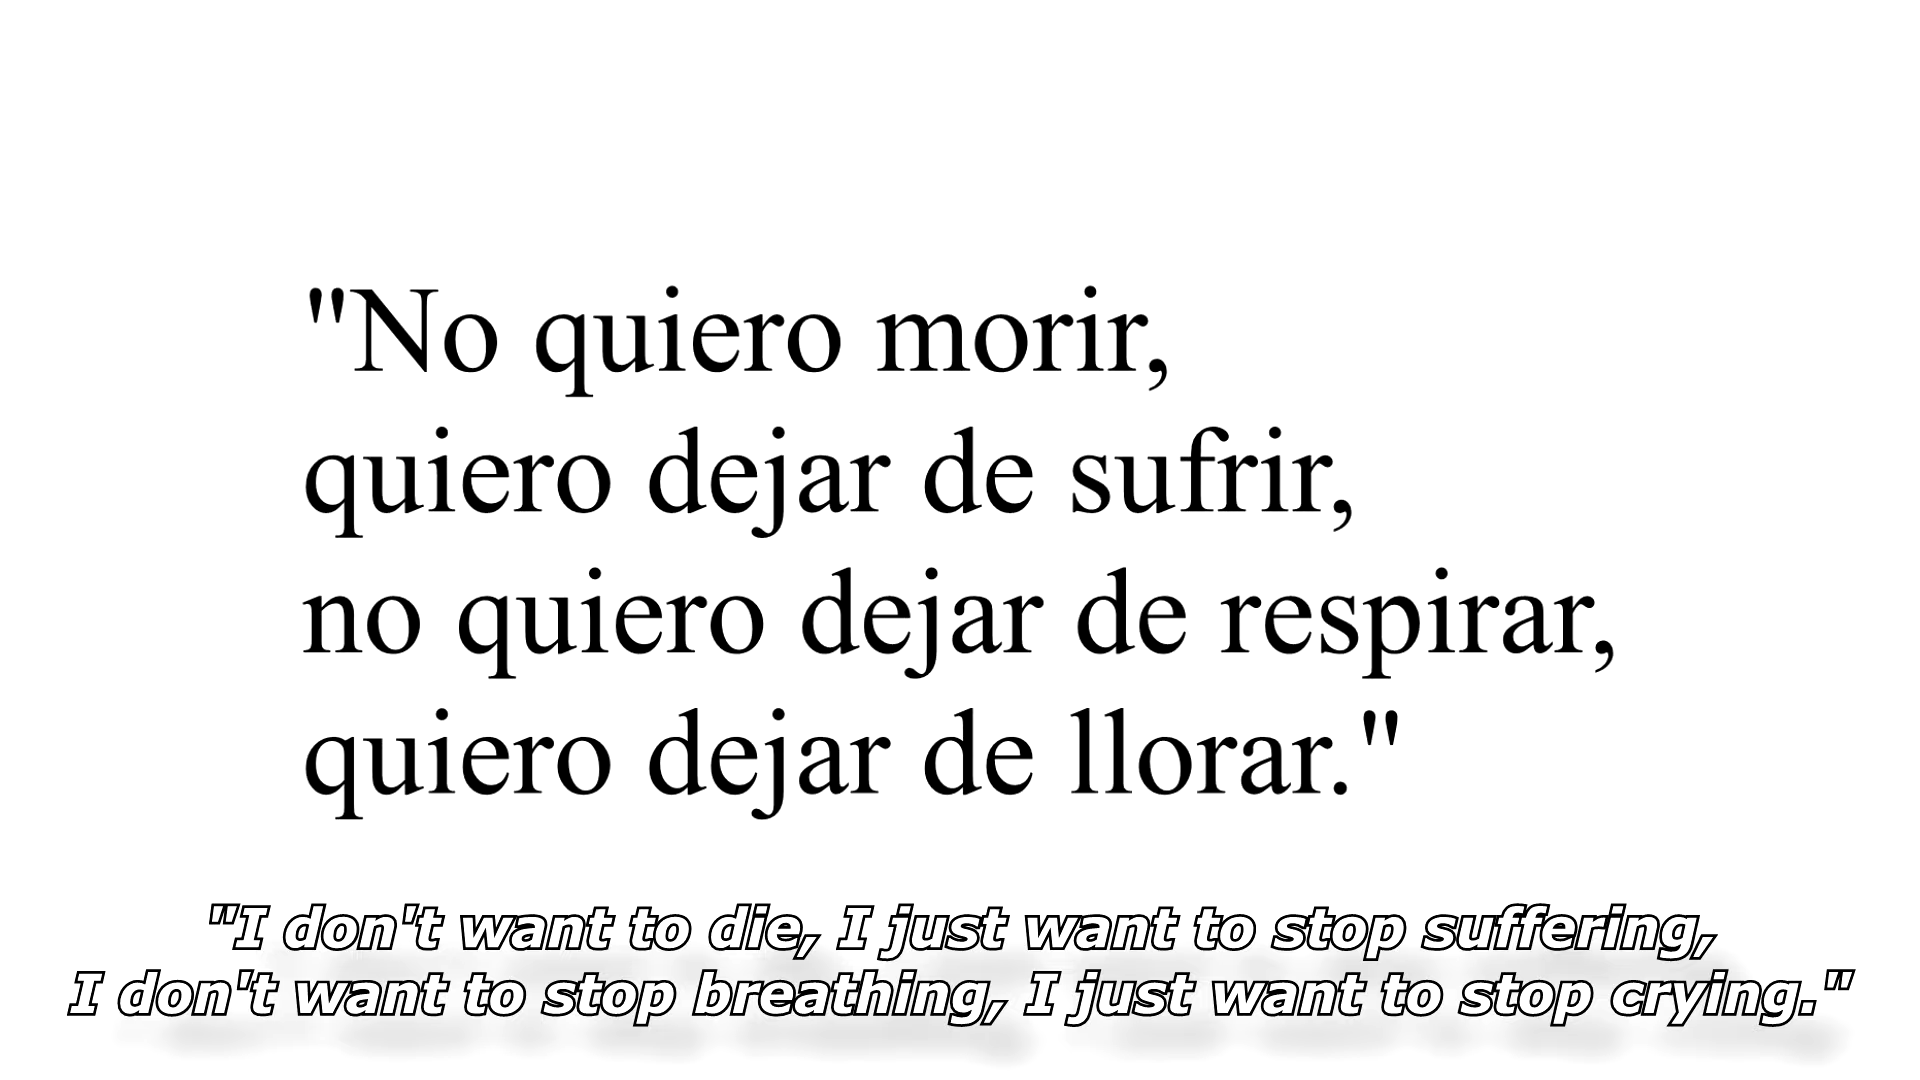 "No quiero morir,
quiero dejar de sufrir,
no quiero dejar de respirar,
quiero dejar de llorar."
"I don't want to die, I just want to stop suffering,
I don't want to stop breathing, I just want to stop crying."